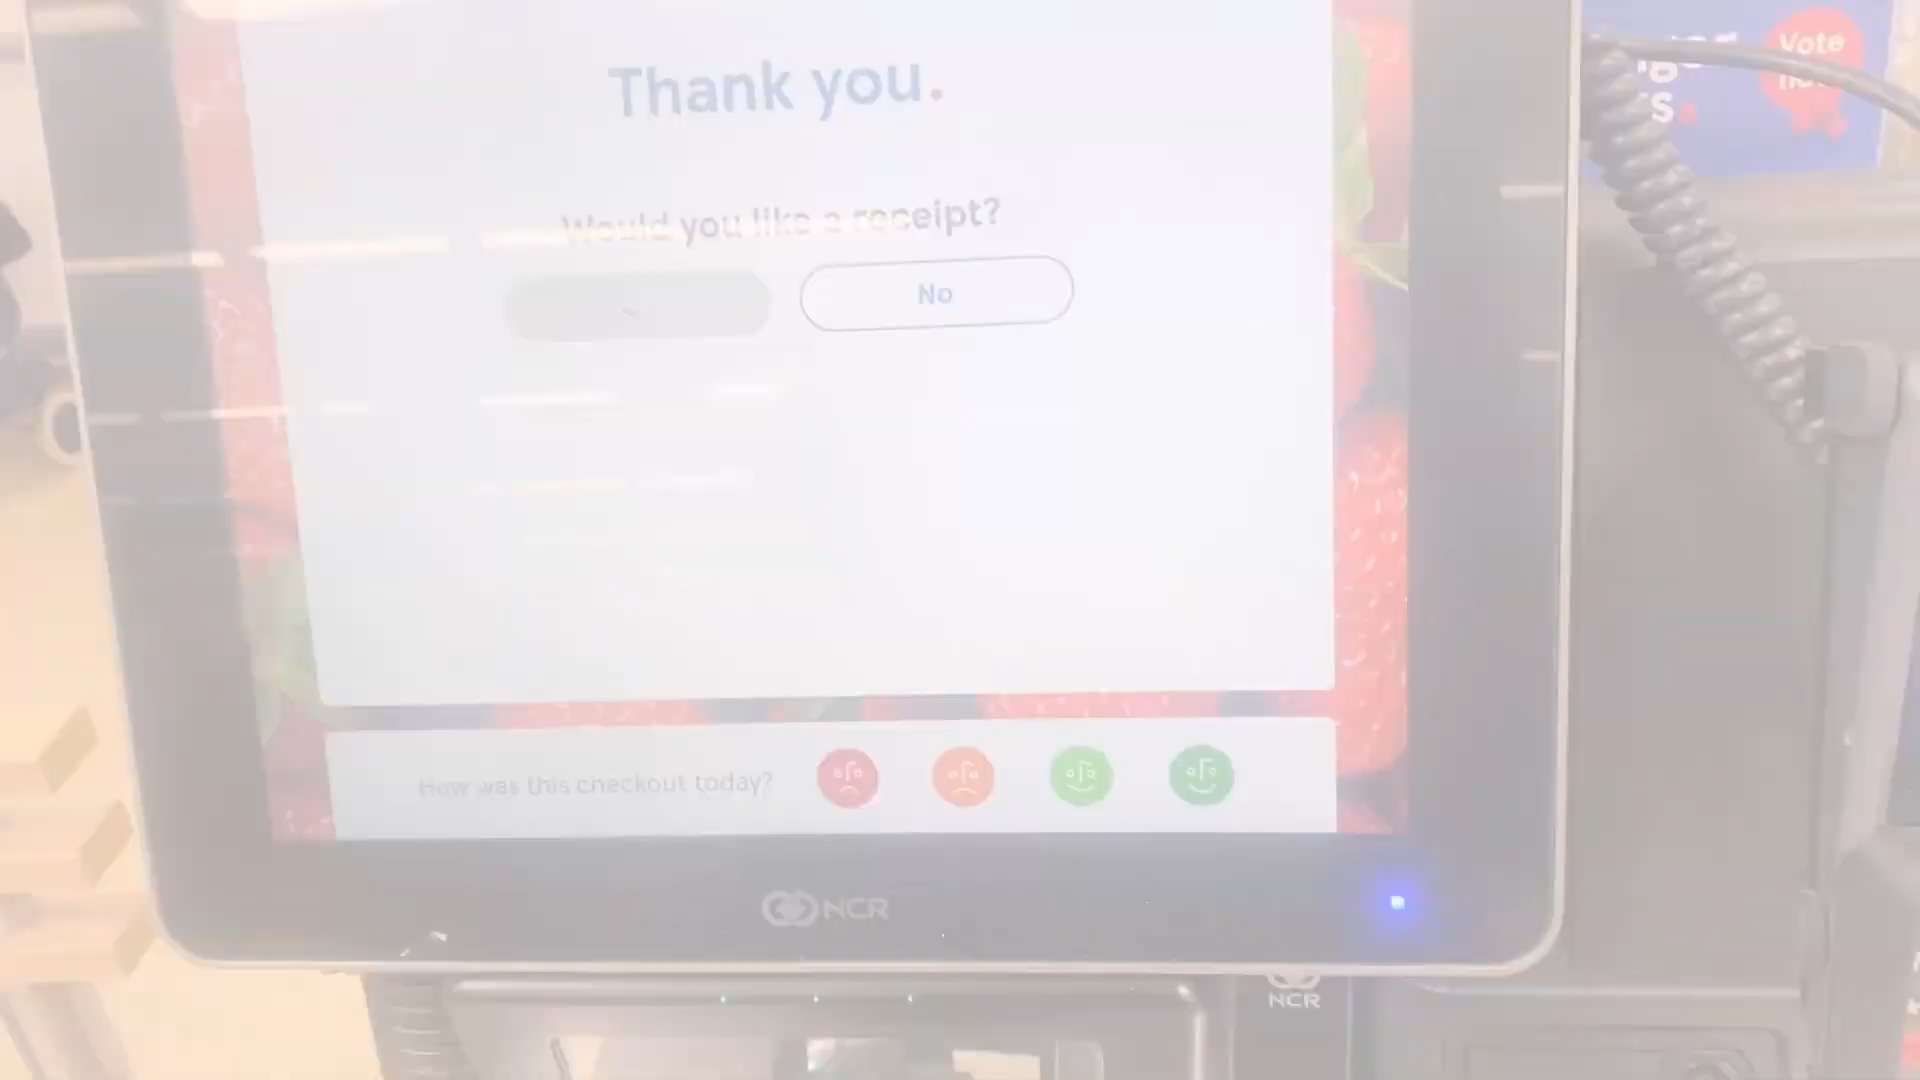 Thank you.
Would you like a receipt?
No
How was this checkout today?
NCR
NCR
Vote